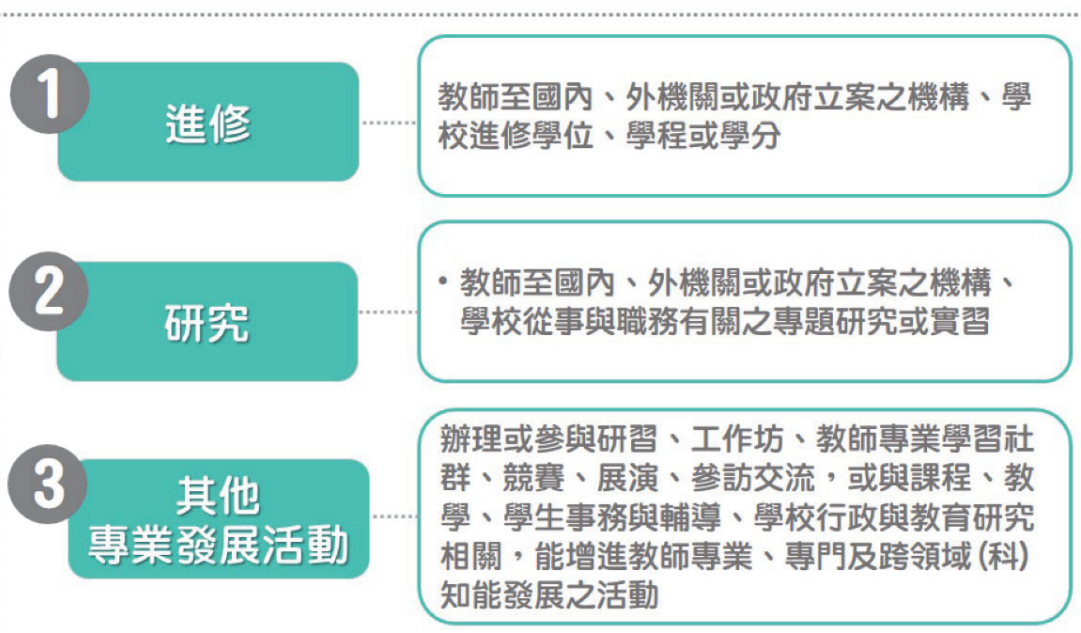 1
進修
教師至國內、外機關或政府立案之機構、學
校進修學位、學程或學分
2
研究
• 教師至國內、外機關或政府立案之機構、
學校從事與職務有關之專題研究或實習
3
其他
專業發展活動
辦理或參與研習、工作坊、教師專業學習社
群、競賽、展演、參訪交流，或與課程、教
學、學生事務與輔導、學校行政與教育研究
相關，能增進教師專業、專門及跨領域(科)
知能發展之活動